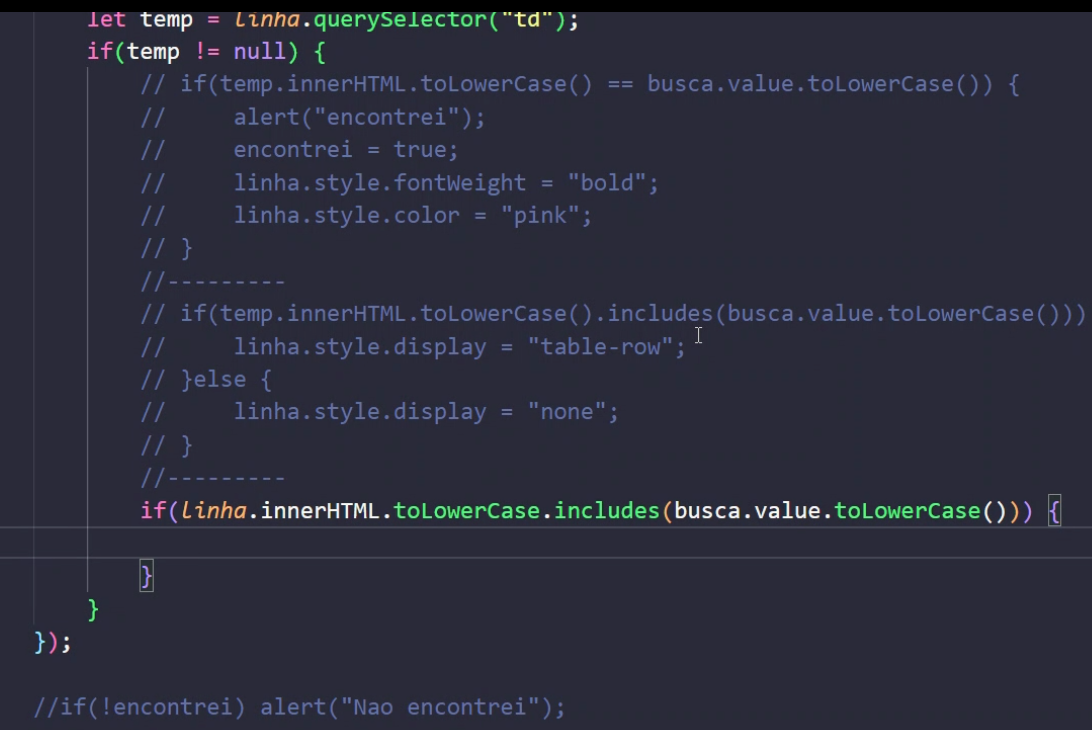 let temp = linha.querySelector("td");
if(temp != null) {
// if(temp.innerHTML.toLowerCase() == busca.value.toLowerCase()) {
//     alert("encontrei");
//     encontrei = true;
//     linha.style.fontWeight = "bold";
//     linha.style.color = "pink";
// }
//---------
// if(temp.innerHTML.toLowerCase().includes(busca.value.toLowerCase()))
//     linha.style.display = "table-row";
// }else {
//     linha.style.display = "none";
// }
//---------
if(linha.innerHTML.toLowerCase.includes(busca.value.toLowerCase())) {
}
}
});
//if(!encontrei) alert("Nao encontrei");